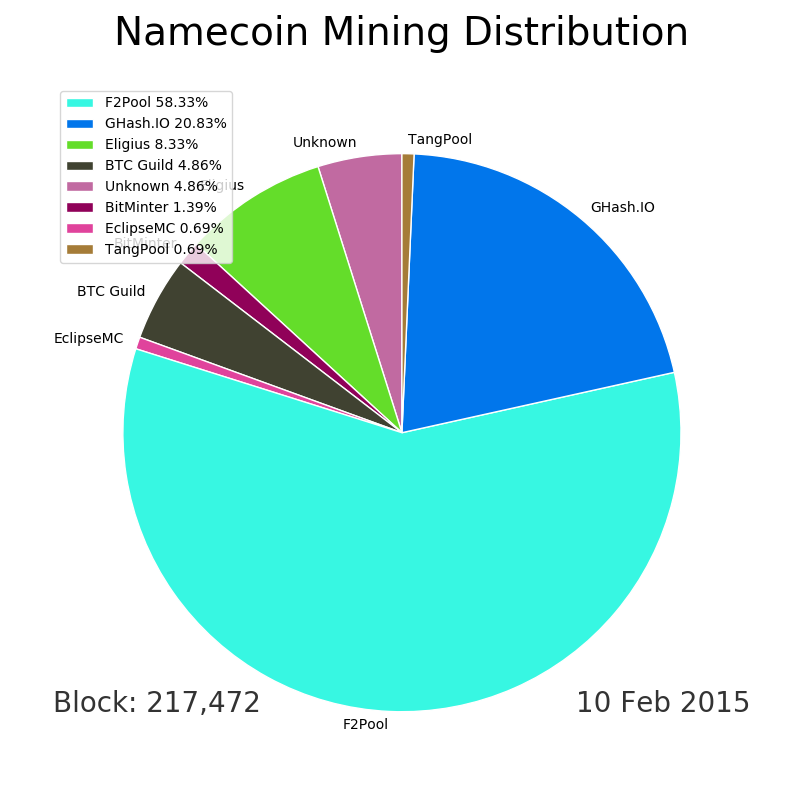 Namecoin Mining Distribution
F2Pool 58.33%
GHash.IO 20.83%
Eligius 8.33%
BTC Guild 4.86%
Unknown 4.86%
BitMinter 1.39%
EclipseMC 0.69%
TangPool 0.69%
Unknown
TangPool
Eligius
GHash.IO
BitMinter
BTC Guild
EclipseMC
Block: 217,472
10 Feb 2015
F2Pool